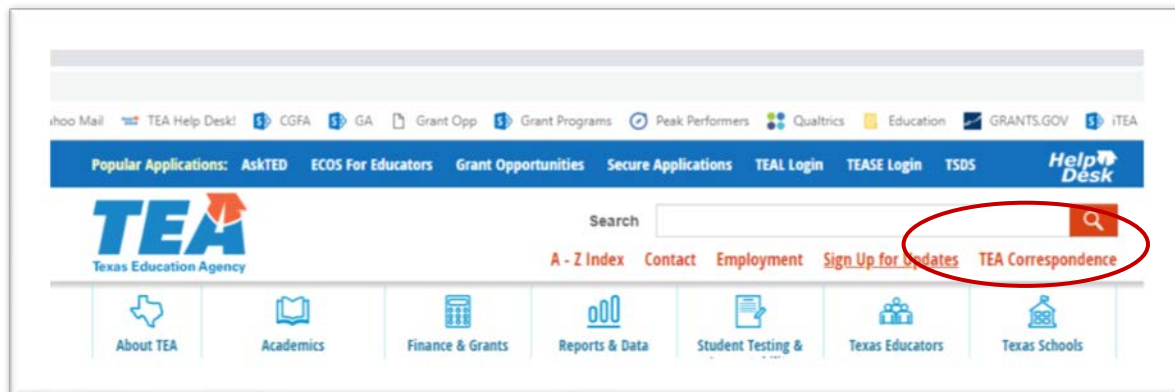 hoo Mail TEA Help Desk! CGFA GA Grant Opp Grant Programs Peak Performers Qualtrics Education GRANTS.GOV iTEA
Popular Applications: AskTED ECOS For Educators Grant Opportunities Secure Applications TEAL Login TEASE Login TSDS Help Desk
TEA
Texas Education Agency
Search
A - Z Index Contact Employment Sign Up for Updates TEA Correspondence
About TEA Academics Finance & Grants Reports & Data Student Testing & Texas Educators Texas Schools